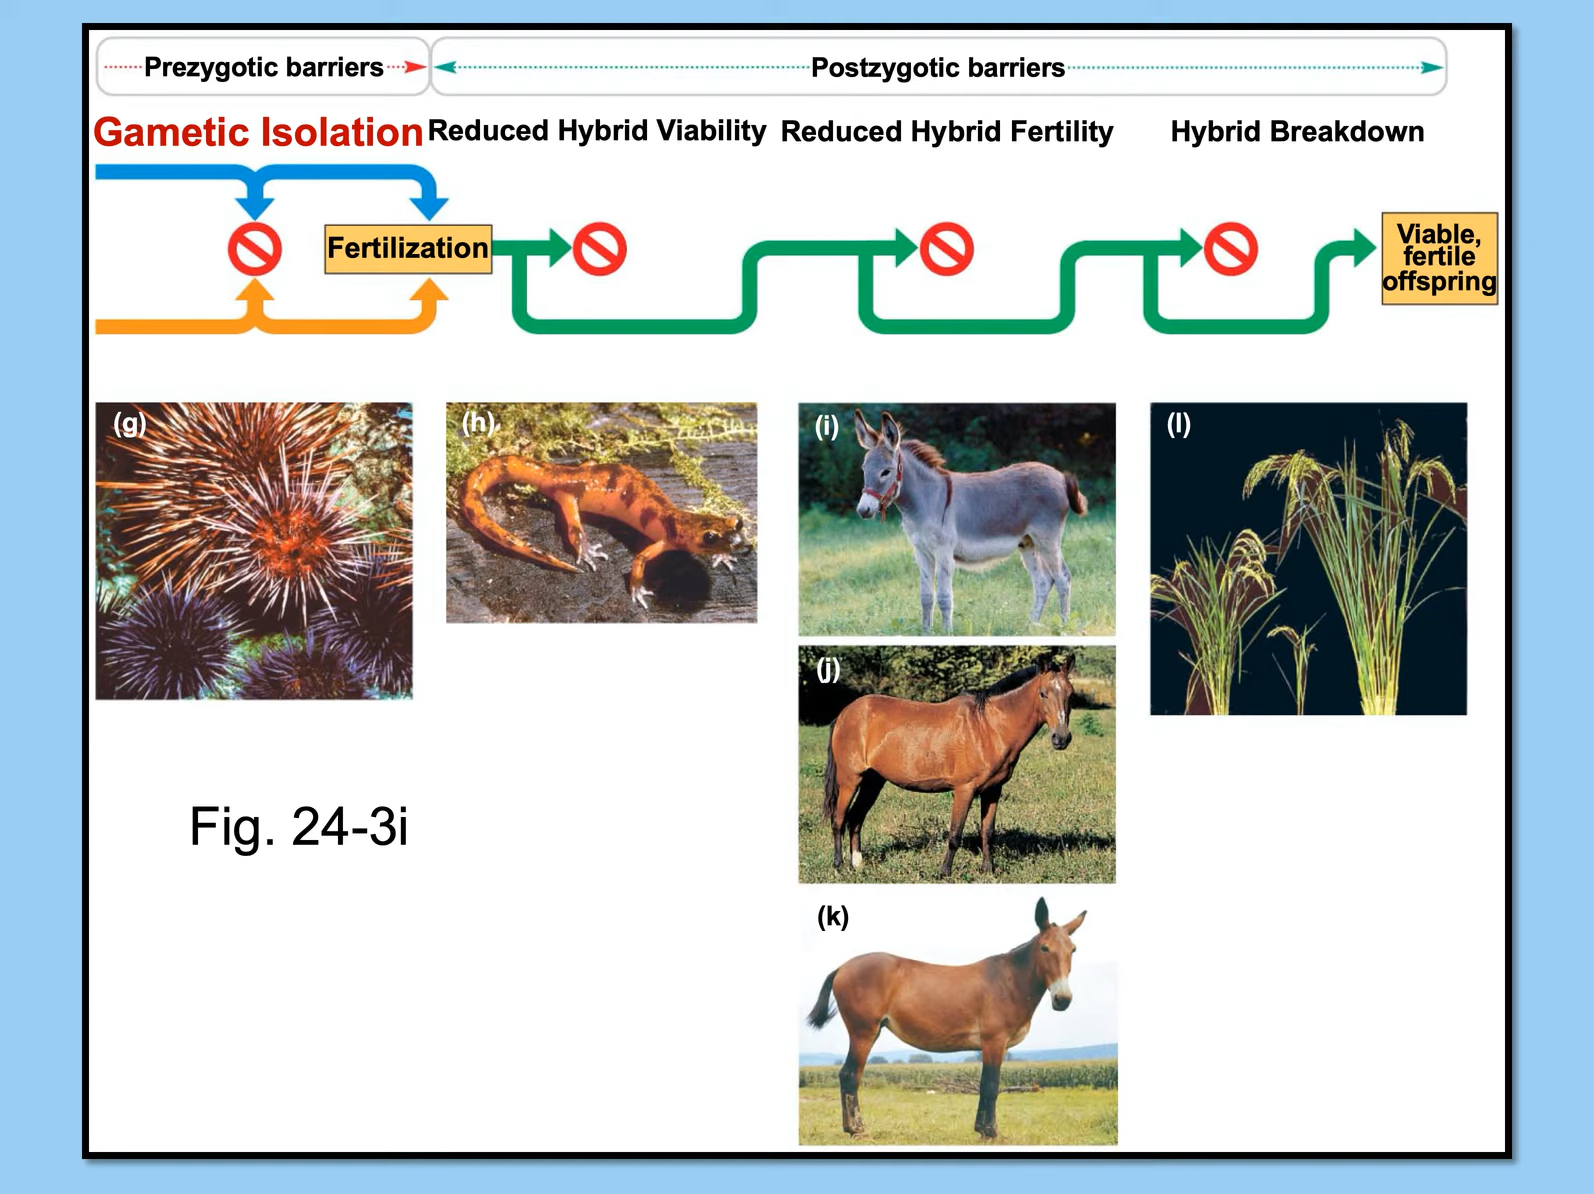 Prezygotic barriers
Postzygotic barriers
Gametic Isolation
Reduced Hybrid Viability
Reduced Hybrid Fertility
Hybrid Breakdown
Fertilization
Viable,
fertile
offspring
(g)
(h)
(i)
(l)
(j)
(k)
Fig. 24-3i